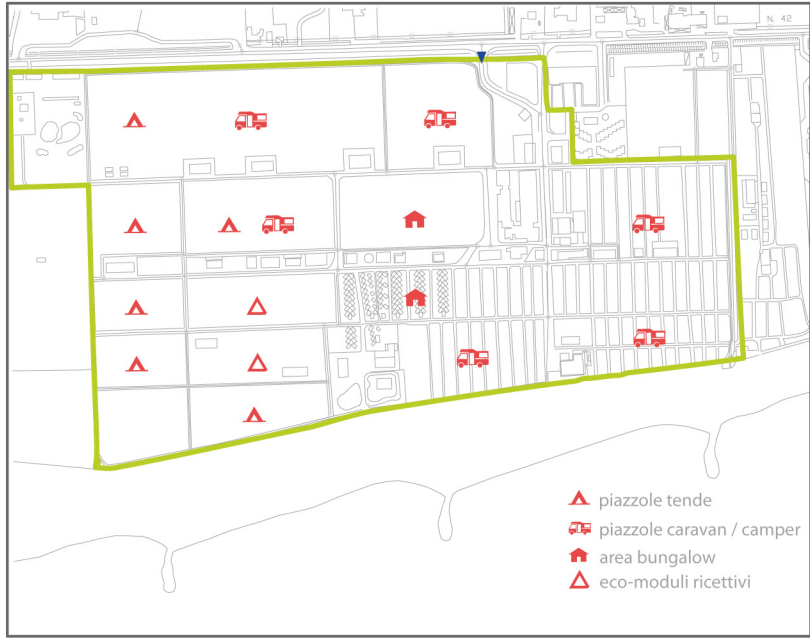 N. 42
piazzole tende
piazzole caravan / camper
area bungalow
eco-moduli ricettivi